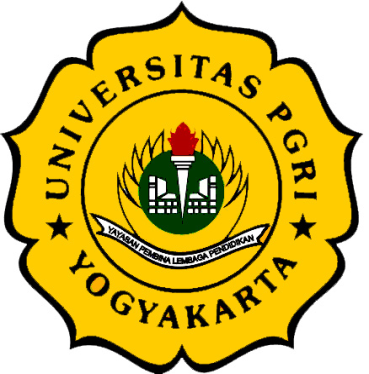 UNIVERSITAS PGRI
YOGYAKARTA
YAYASAN PEMBINA LEMBAGA PENDIDIKAN